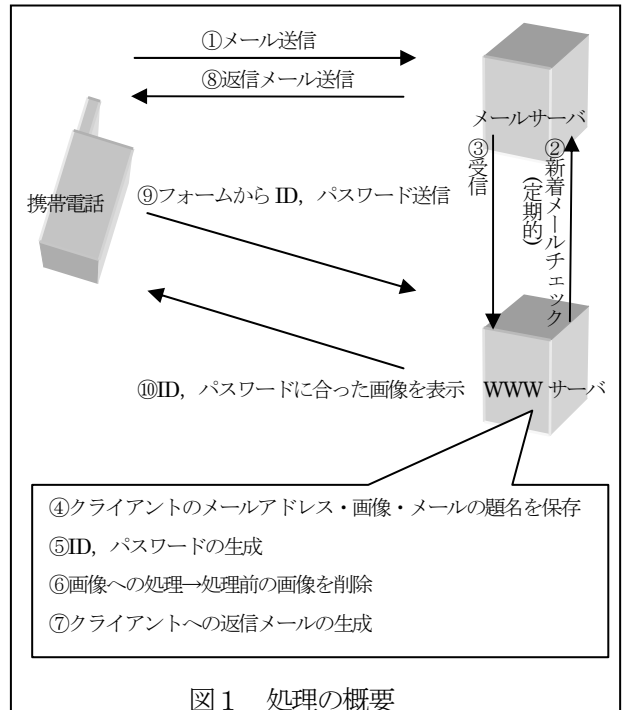 ①メール送信
⑧返信メール送信
メールサーバ
③受信
②新着メールチェック
(定期的)
携帯電話
⑨フォームから ID，パスワード送信
⑩ID，パスワードに合った画像を表示
WWW サーバ
④クライアントのメールアドレス・画像・メールの題名を保存
⑤ID，パスワードの生成
⑥画像への処理→処理前の画像を削除
⑦クライアントへの返信メールの生成
図１　処理の概要